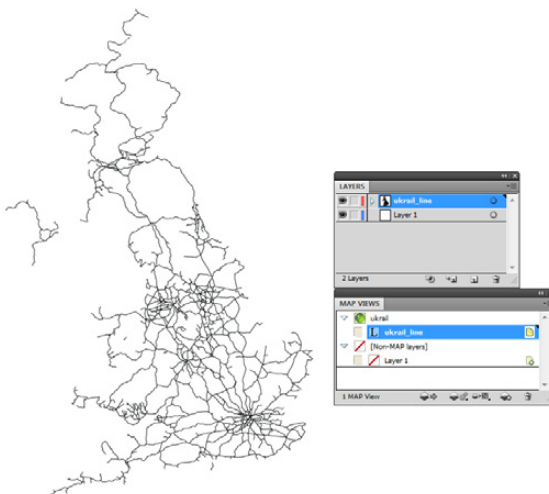 LAYERS
ukrail_line
Layer 1
2 Layers
MAP VIEWS
ukrail
ukrail_line
[Non-MAP layers]
Layer 1
1 MAP View